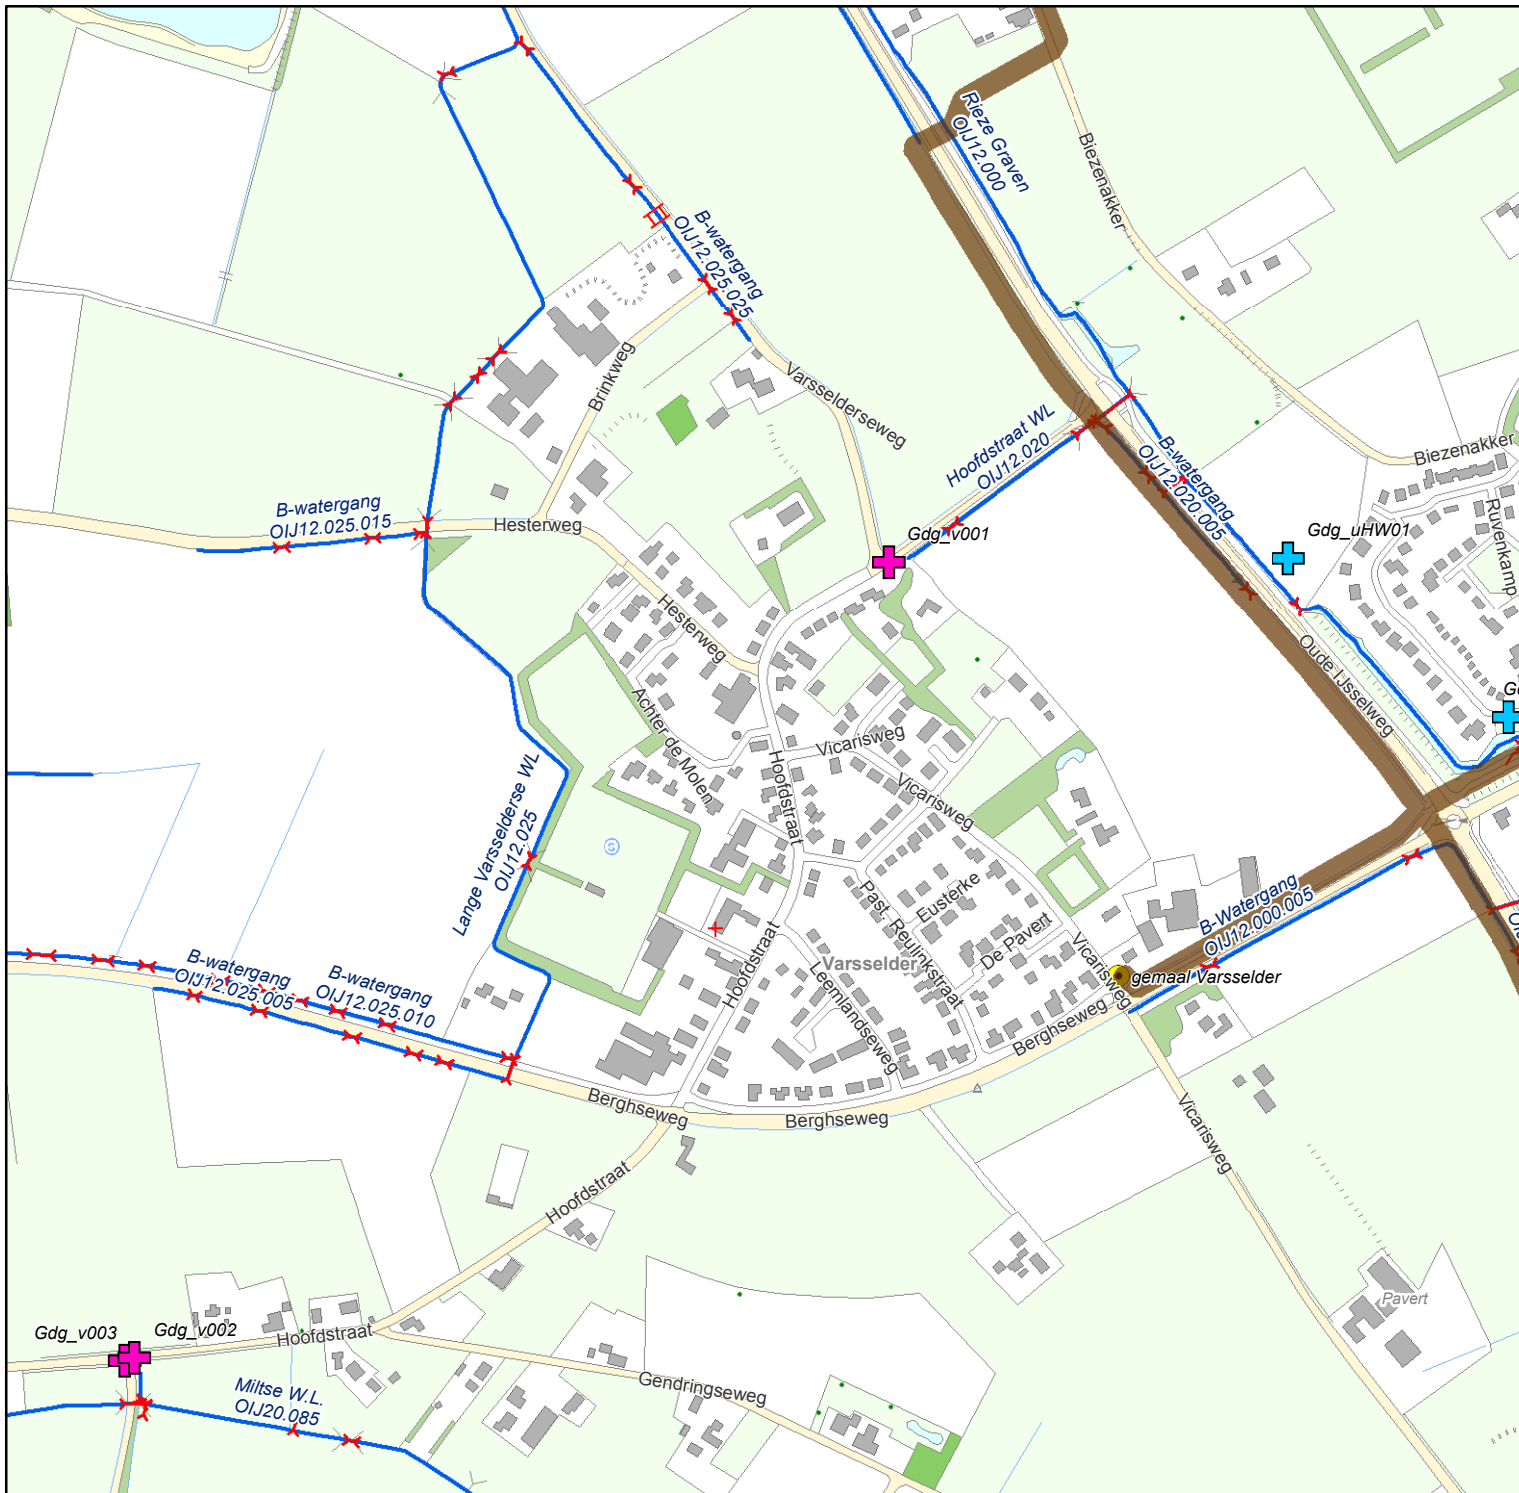 Rieze Graven
OIJ12.000
Biezenakker
B-watergang
OIJ12.025.025
Brinkweg
Varsselderseweg
Hoofdstraat WL
OIJ12.020
B-watergang
OIJ12.020.005
Biezenakker
Ruvenkamp
B-watergang
OIJ12.025.015
Hesterweg
Gdg_v001
Gdg_uHW01
Hesterweg
Oude IJsselweg
Achter de Molen
Vicarisweg
Hoofdstraat
Vicarisweg
Lange Varsselderse WL
OIJ12.025
Past. Reulinkstraat
Eusterke
De Pavert
B-Watergang
OIJ12.000.005
Vicarisweg
Hoofdstraat
Varsselder
Leemlandseweg
gemaal Varsselder
B-watergang
OIJ12.025.005
B-watergang
OIJ12.025.010
Berghseweg
Berghseweg
Berghseweg
Vicarisweg
Hoofdstraat
Pavert
Gdg_v003
Gdg_v002
Hoofdstraat
Gendringseweg
Miltse W.L.
OIJ20.085